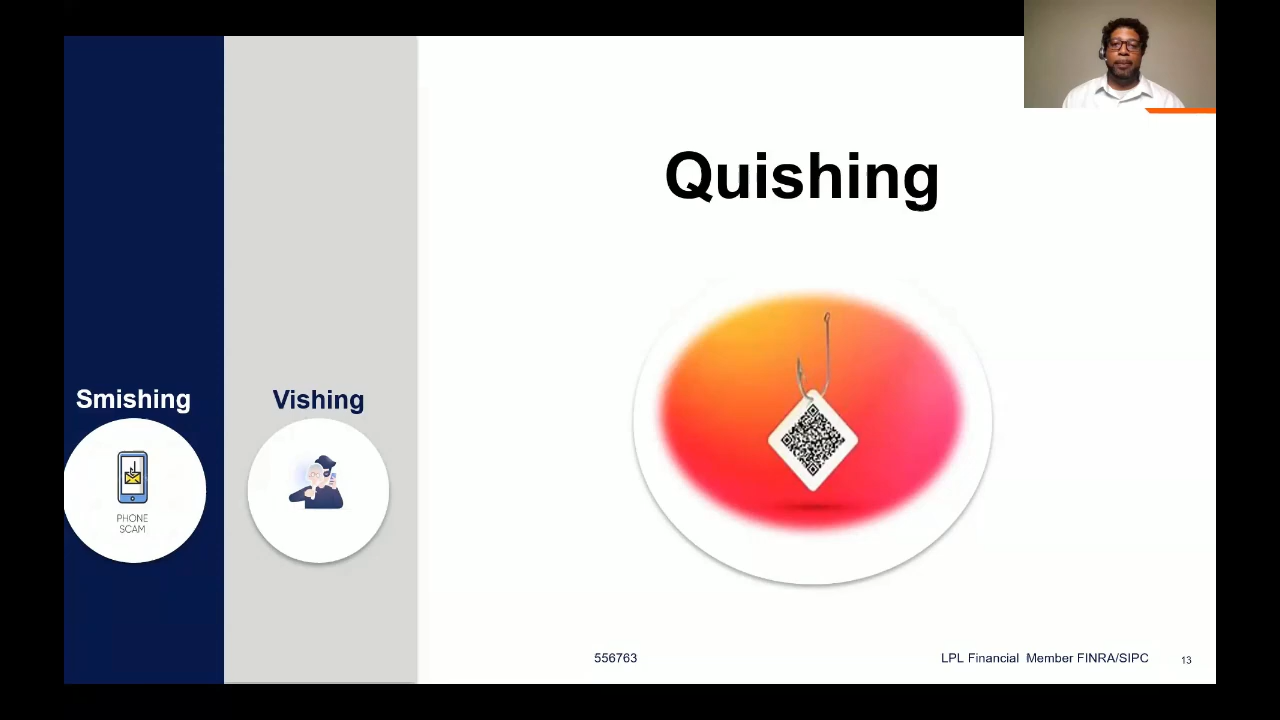 Quishing
Smishing
Vishing
PHONE
SCAM
556763
LPL Financial Member FINRA/SIPC
13